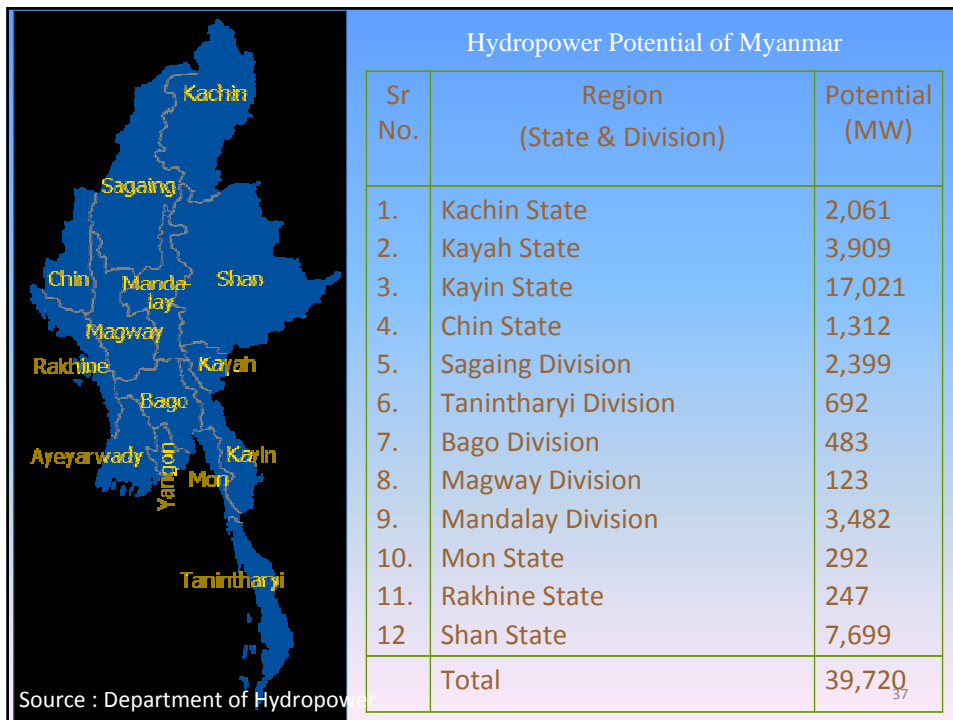 Hydropower Potential of Myanmar
Kachin
Sagaing
Chin
Manda-
lay
Shan
Magway
Rakhine
Kayah
Bago
Ayeyarwady
Yangon
Kayin
Mon
Tanintharyi
Source : Department of Hydropower
Sr No. Region (State & Division) Potential (MW)
1. Kachin State 2,061
2. Kayah State 3,909
3. Kayin State 17,021
4. Chin State 1,312
5. Sagaing Division 2,399
6. Tanintharyi Division 692
7. Bago Division 483
8. Magway Division 123
9. Mandalay Division 3,482
10. Mon State 292
11. Rakhine State 247
12 Shan State 7,699
Total 39,720
37